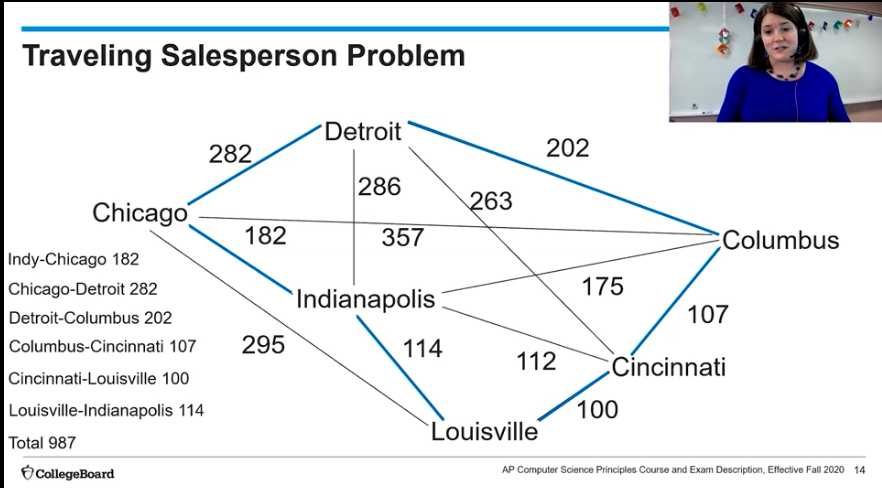 Traveling Salesperson Problem
Detroit
282
202
286
263
Chicago
182
357
Columbus
Indy-Chicago 182
Chicago-Detroit 282
175
Indianapolis
Detroit-Columbus 202
107
Columbus-Cincinnati 107
295
114
112
Cincinnati
Cincinnati-Louisville 100
Louisville-Indianapolis 114
100
Louisville
Total 987
CollegeBoard
AP Computer Science Principles Course and Exam Description, Effective Fall 2020 14